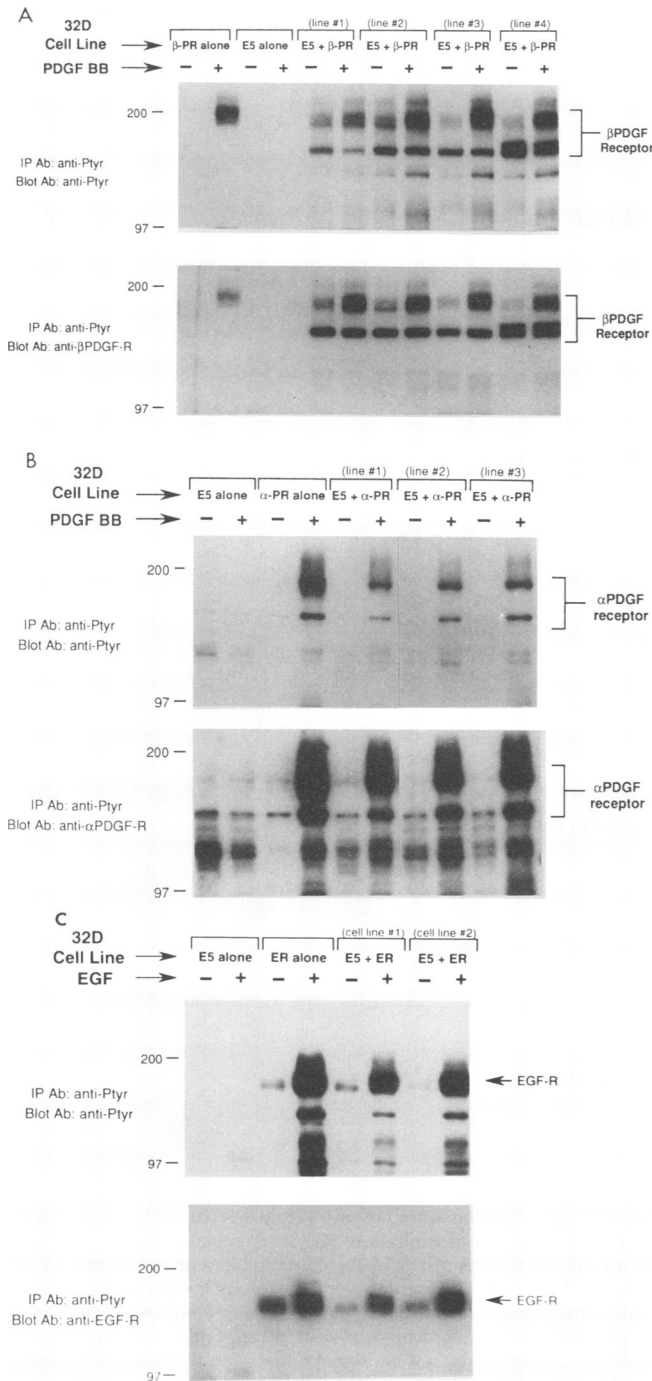 A
32D
Cell Line
β-PR alone
E5 alone
(line #1)
E5 + β-PR
(line #2)
E5 + β-PR
(line #3)
E5 + β-PR
(line #4)
E5 + β-PR
PDGF BB
− + − + − + − + − + − +
200
97
IP Ab: anti-Ptyr
Blot Ab: anti-Ptyr
βPDGF
Receptor
200
97
IP Ab: anti-Ptyr
Blot Ab: anti-βPDGF-R
βPDGF
Receptor
B
32D
Cell Line
E5 alone
α-PR alone
(line #1)
E5 + α-PR
(line #2)
E5 + α-PR
(line #3)
E5 + α-PR
PDGF BB
− + − + − + − + − +
200
97
IP Ab: anti-Ptyr
Blot Ab: anti-Ptyr
αPDGF
receptor
200
97
IP Ab: anti-Ptyr
Blot Ab: anti-αPDGF-R
αPDGF
receptor
C
32D
Cell Line
E5 alone
ER alone
(cell line #1)
E5 + ER
(cell line #2)
E5 + ER
EGF
− + − + − + − +
200
97
IP Ab: anti-Ptyr
Blot Ab: anti-Ptyr
EGF-R
200
97
IP Ab: anti-Ptyr
Blot Ab: anti-EGF-R
EGF-R